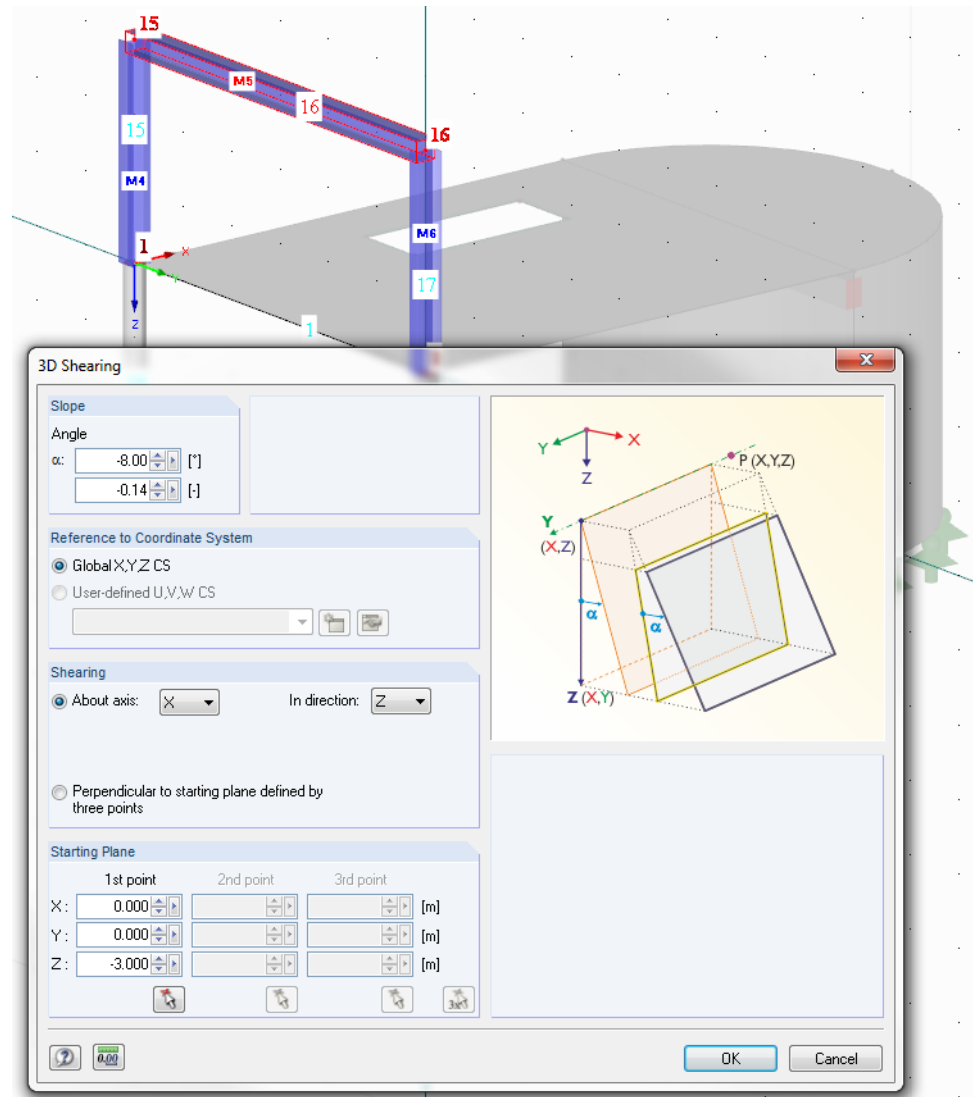 15
M5
16
16
15
M4
M6
1
X
Y
17
Z
1
3D Shearing
Slope
Angle
α: -8.00 [°]
-0.14 [-]
Reference to Coordinate System
Global X,Y,Z CS
User-defined U,V,W CS
Shearing
About axis: X In direction: Z
Perpendicular to starting plane defined by
three points
Starting Plane
1st point 2nd point 3rd point
X: 0.000 [m]
Y: 0.000 [m]
Z: -3.000 [m]
3x
Y X
Z
P (X,Y,Z)
Y
(X,Z)
α
α
Z (X,Y)
0.00
OK Cancel